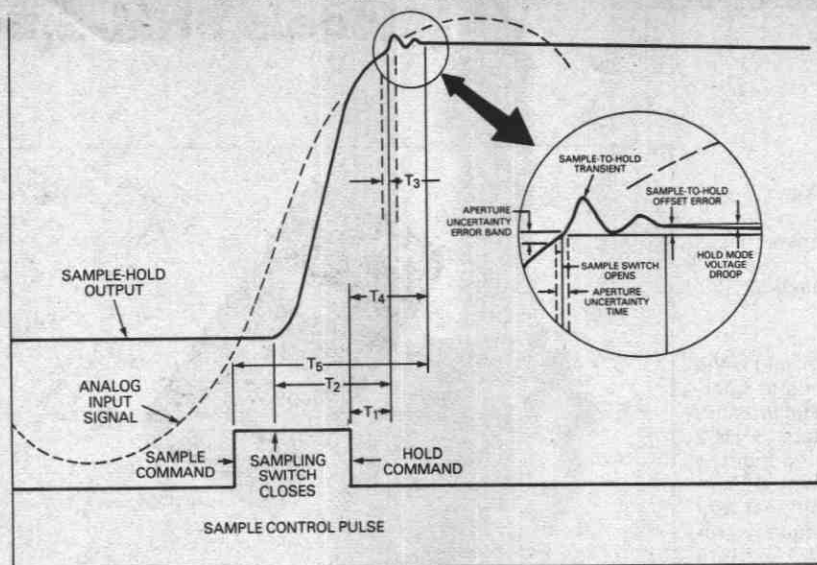 T3
SAMPLE-TO-HOLD
TRANSIENT
SAMPLE-TO-HOLD
OFFSET ERROR
APERTURE
UNCERTAINTY
ERROR BAND
HOLD MODE
VOLTAGE
DROOP
SAMPLE SWITCH
OPENS
APERTURE
UNCERTAINTY
TIME
SAMPLE-HOLD
OUTPUT
T4
T5
T2
T1
ANALOG
INPUT
SIGNAL
SAMPLE
COMMAND
SAMPLING
SWITCH
CLOSES
HOLD
COMMAND
SAMPLE CONTROL PULSE